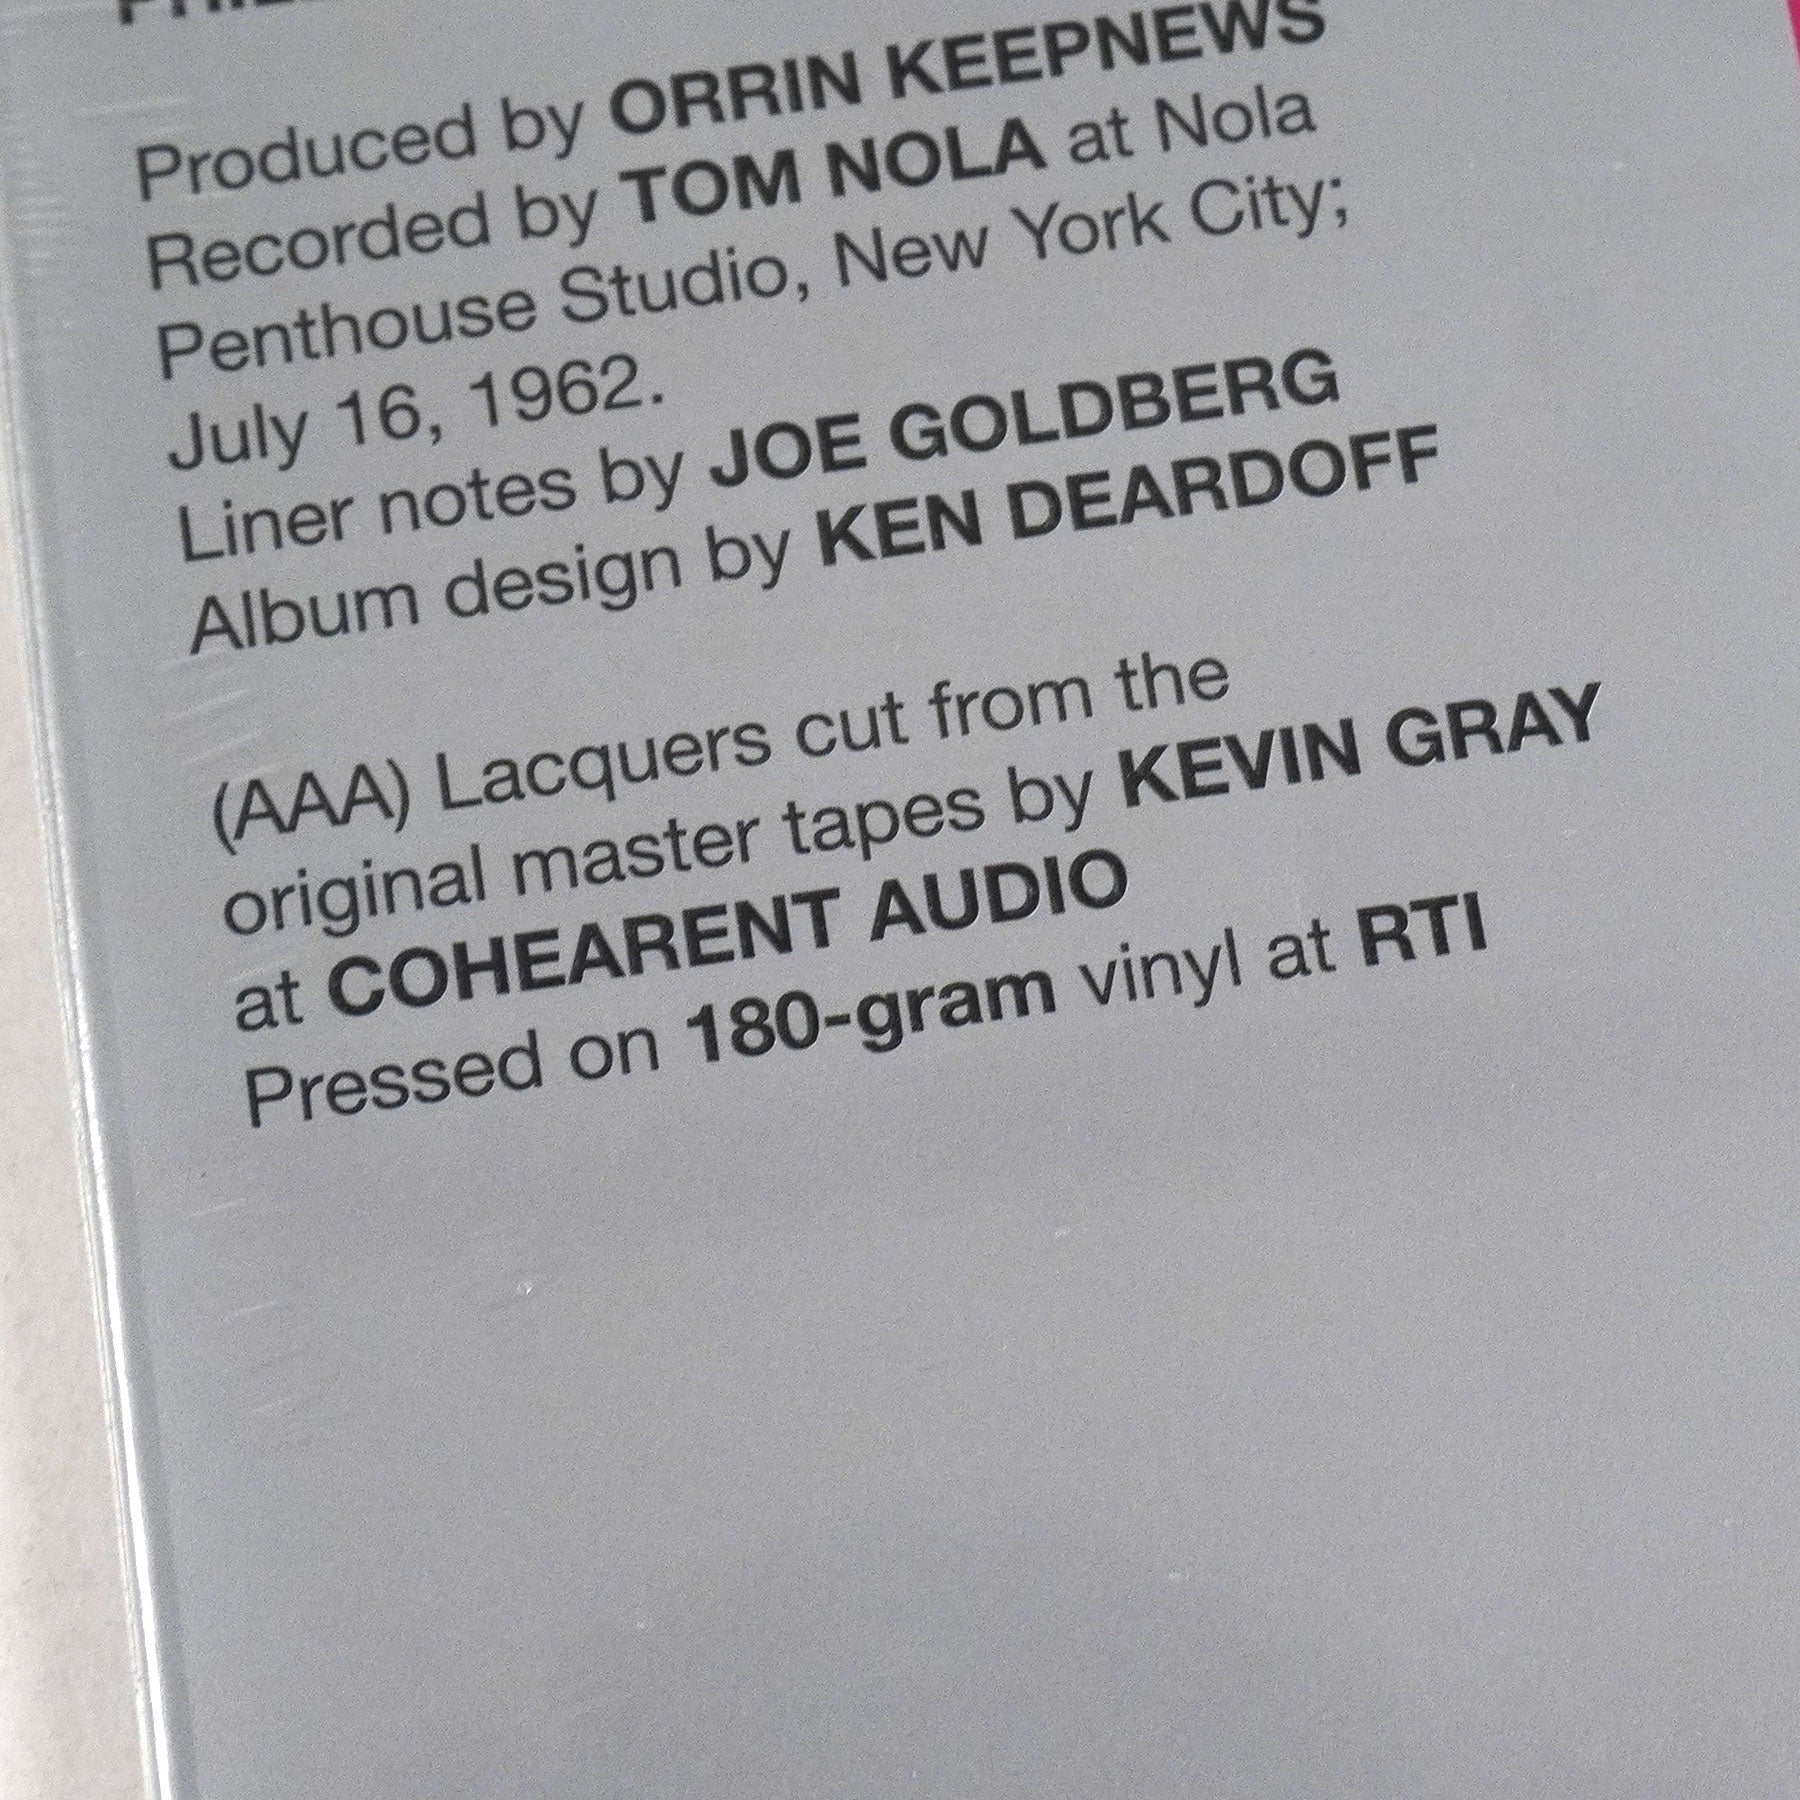 Produced by ORRIN KEEPNEWS
Recorded by TOM NOLA at Nola
Penthouse Studio, New York City;
July 16, 1962.
Liner notes by JOE GOLDBERG
Album design by KEN DEARDOFF
(AAA) Lacquers cut from the
original master tapes by KEVIN GRAY
at COHEARENT AUDIO
Pressed on 180-gram vinyl at RTI